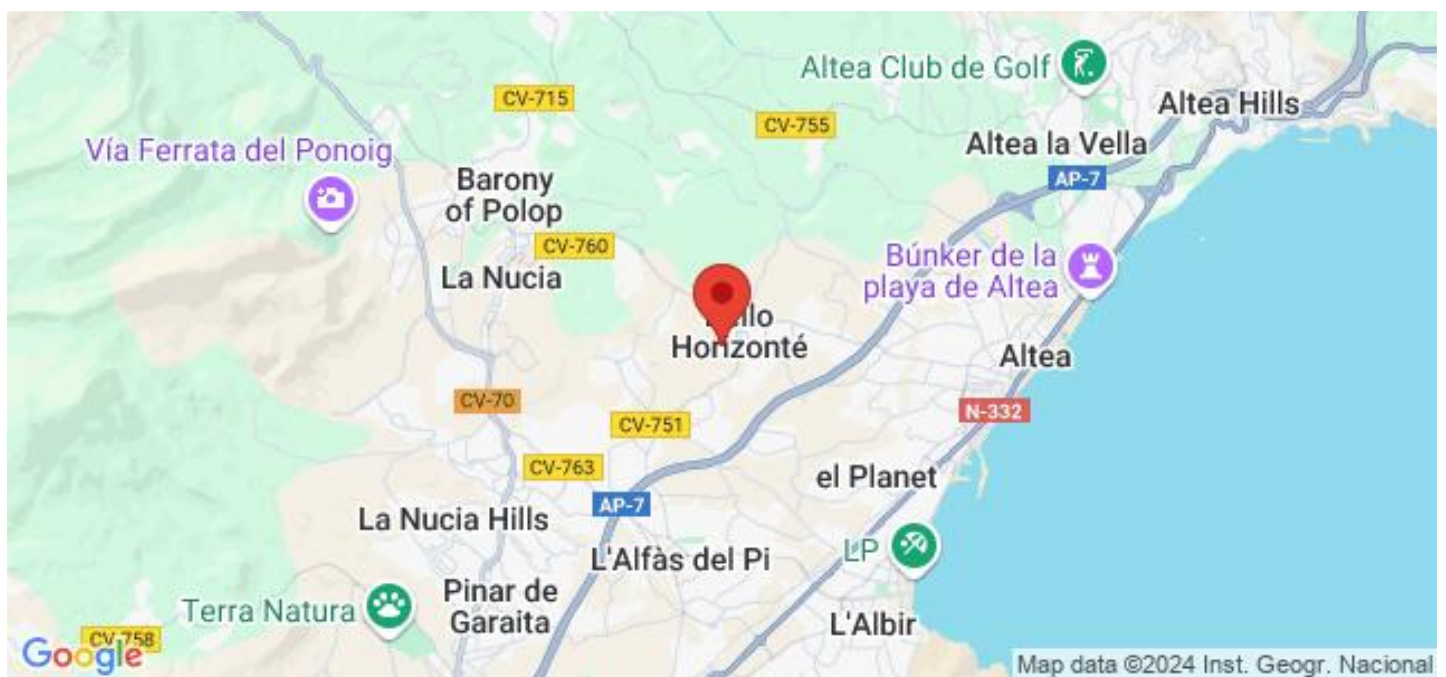 Altea Club de Golf
CV-715
Altea Hills
CV-755
Altea la Vella
Vía Ferrata del Ponoig
AP-7
Barony
of Polop
CV-760
Búnker de la
playa de Altea
La Nucia
Horizonté
Altea
CV-70
N-332
CV-751
CV-763
el Planet
AP-7
La Nucia Hills
LP
L'Alfàs del Pi
Pinar de
Garaita
Terra Natura
L'Albir
CV-758
Google
Map data ©2024 Inst. Geogr. Nacional